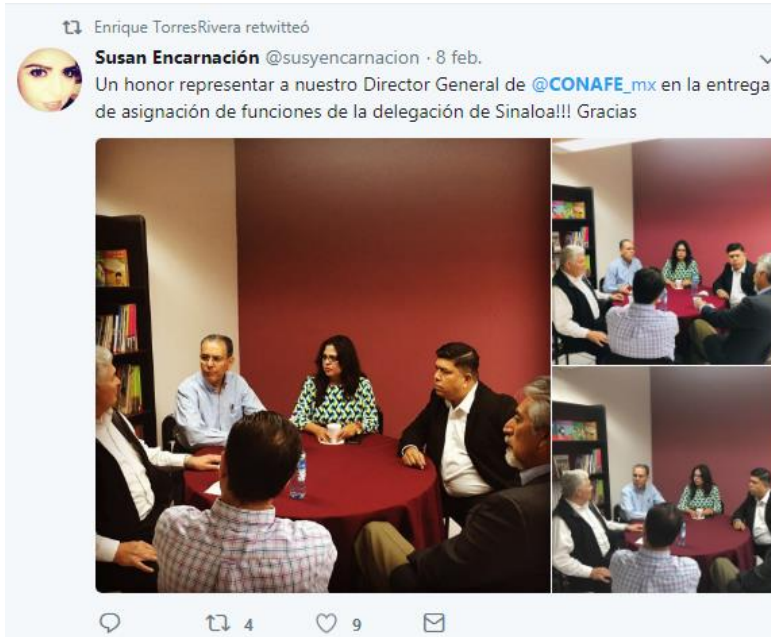 Enrique TorresRivera retwitteó
Susan Encarnación @susyencarnacion · 8 feb.
Un honor representar a nuestro Director General de @CONAFE_mx en la entrega
de asignación de funciones de la delegación de Sinaloa!!! Gracias
4 9